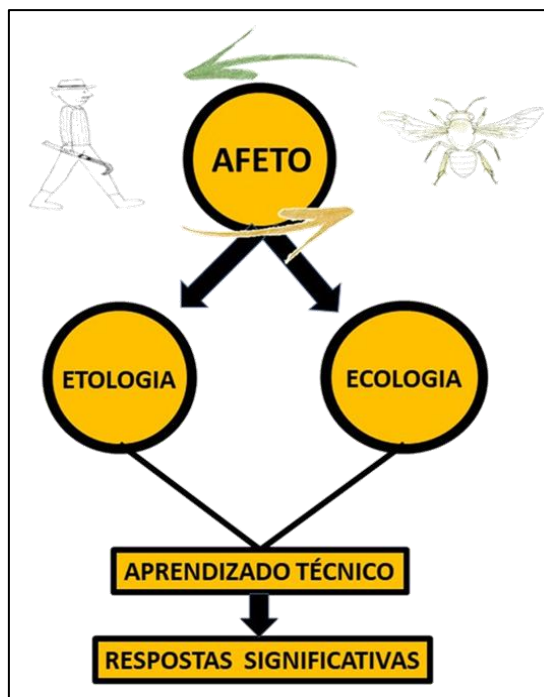 AFETO
ETOLOGIA
ECOLOGIA
APRENDIZADO TÉCNICO
RESPOSTAS SIGNIFICATIVAS